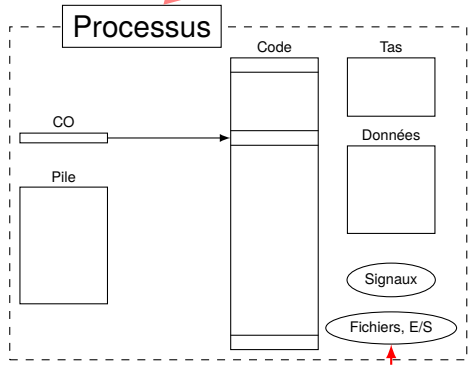 Processus
Code
Tas
CO
Données
Pile
Signaux
Fichiers, E/S